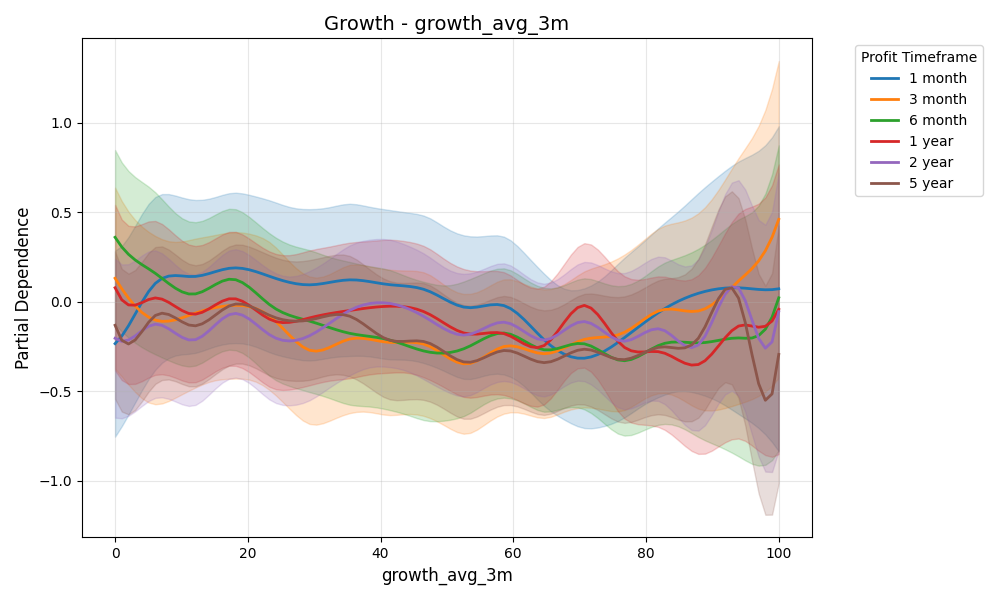 Growth - growth_avg_3m
Profit Timeframe
1 month
3 month
6 month
1 year
2 year
5 year
Partial Dependence
1.0
0.5
0.0
−0.5
−1.0
0
20
40
60
80
100
growth_avg_3m